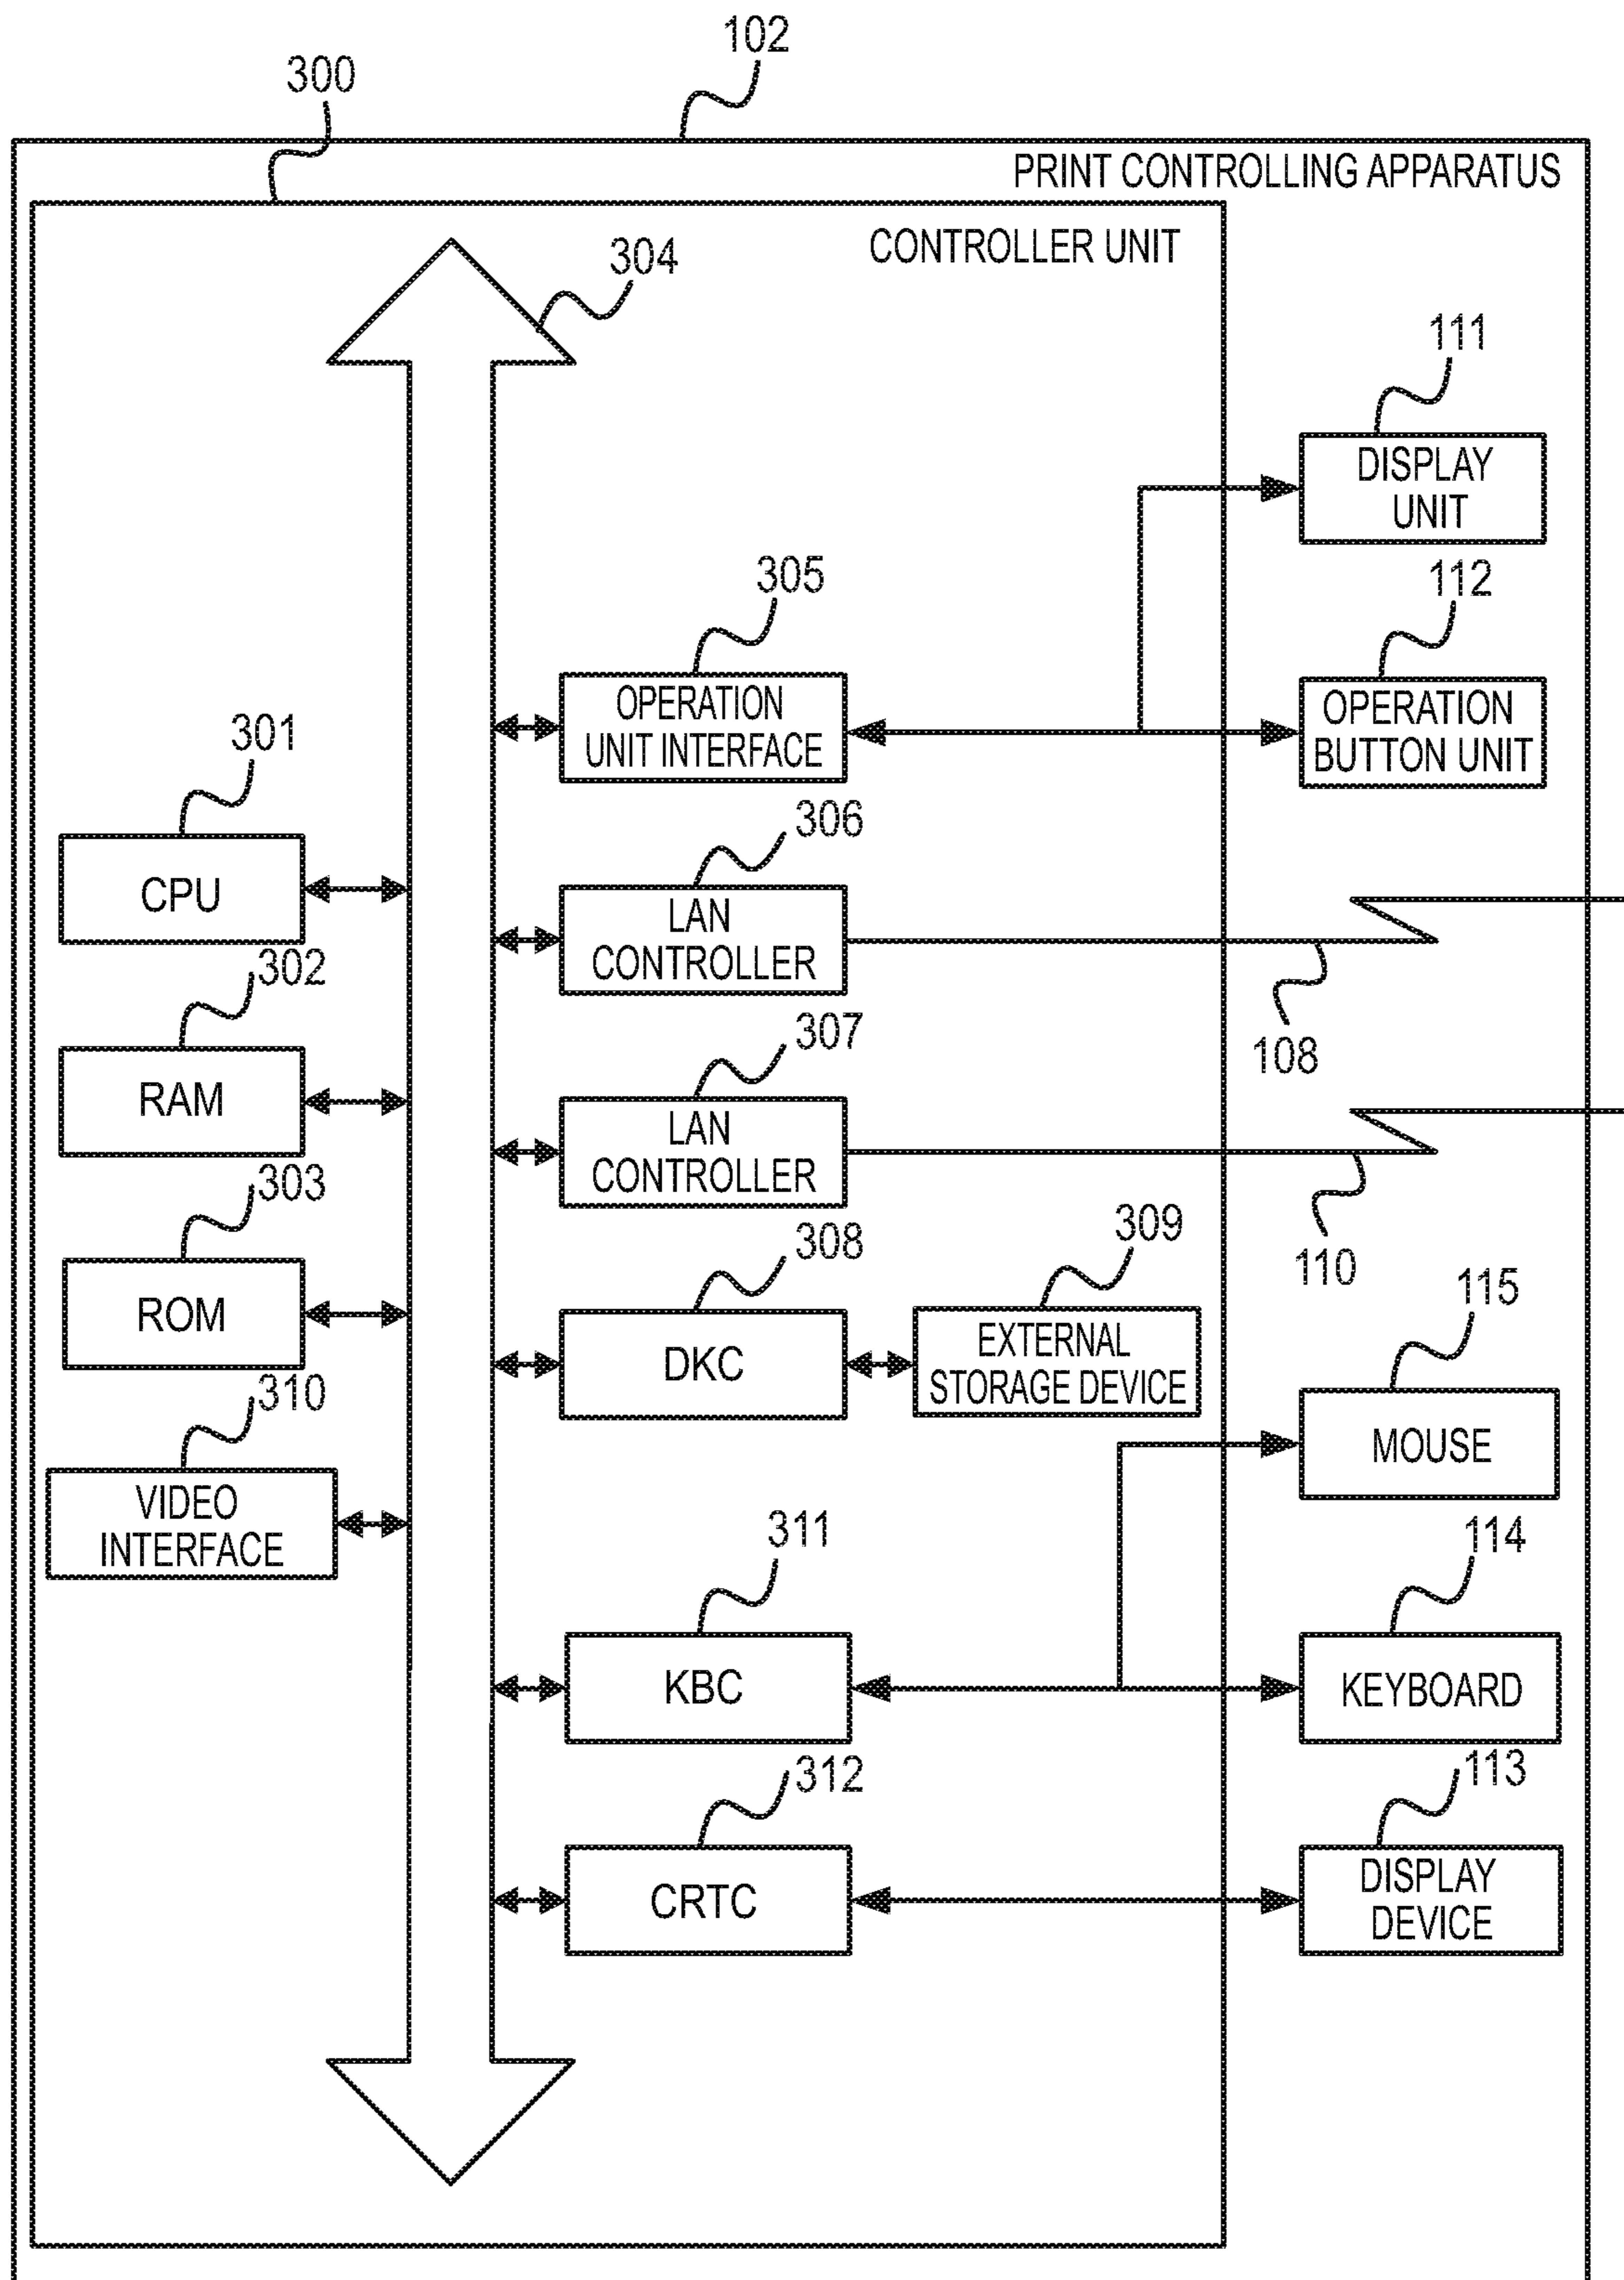 102
300
PRINT CONTROLLING APPARATUS
CONTROLLER UNIT
304
111
DISPLAY
UNIT
305
112
OPERATION
UNIT INTERFACE
OPERATION
BUTTON UNIT
301
CPU
306
LAN
CONTROLLER
108
302
RAM
307
LAN
CONTROLLER
110
303
ROM
308
DKC
309
EXTERNAL
STORAGE DEVICE
115
MOUSE
310
VIDEO
INTERFACE
311
KBC
114
KEYBOARD
312
CRTC
113
DISPLAY
DEVICE